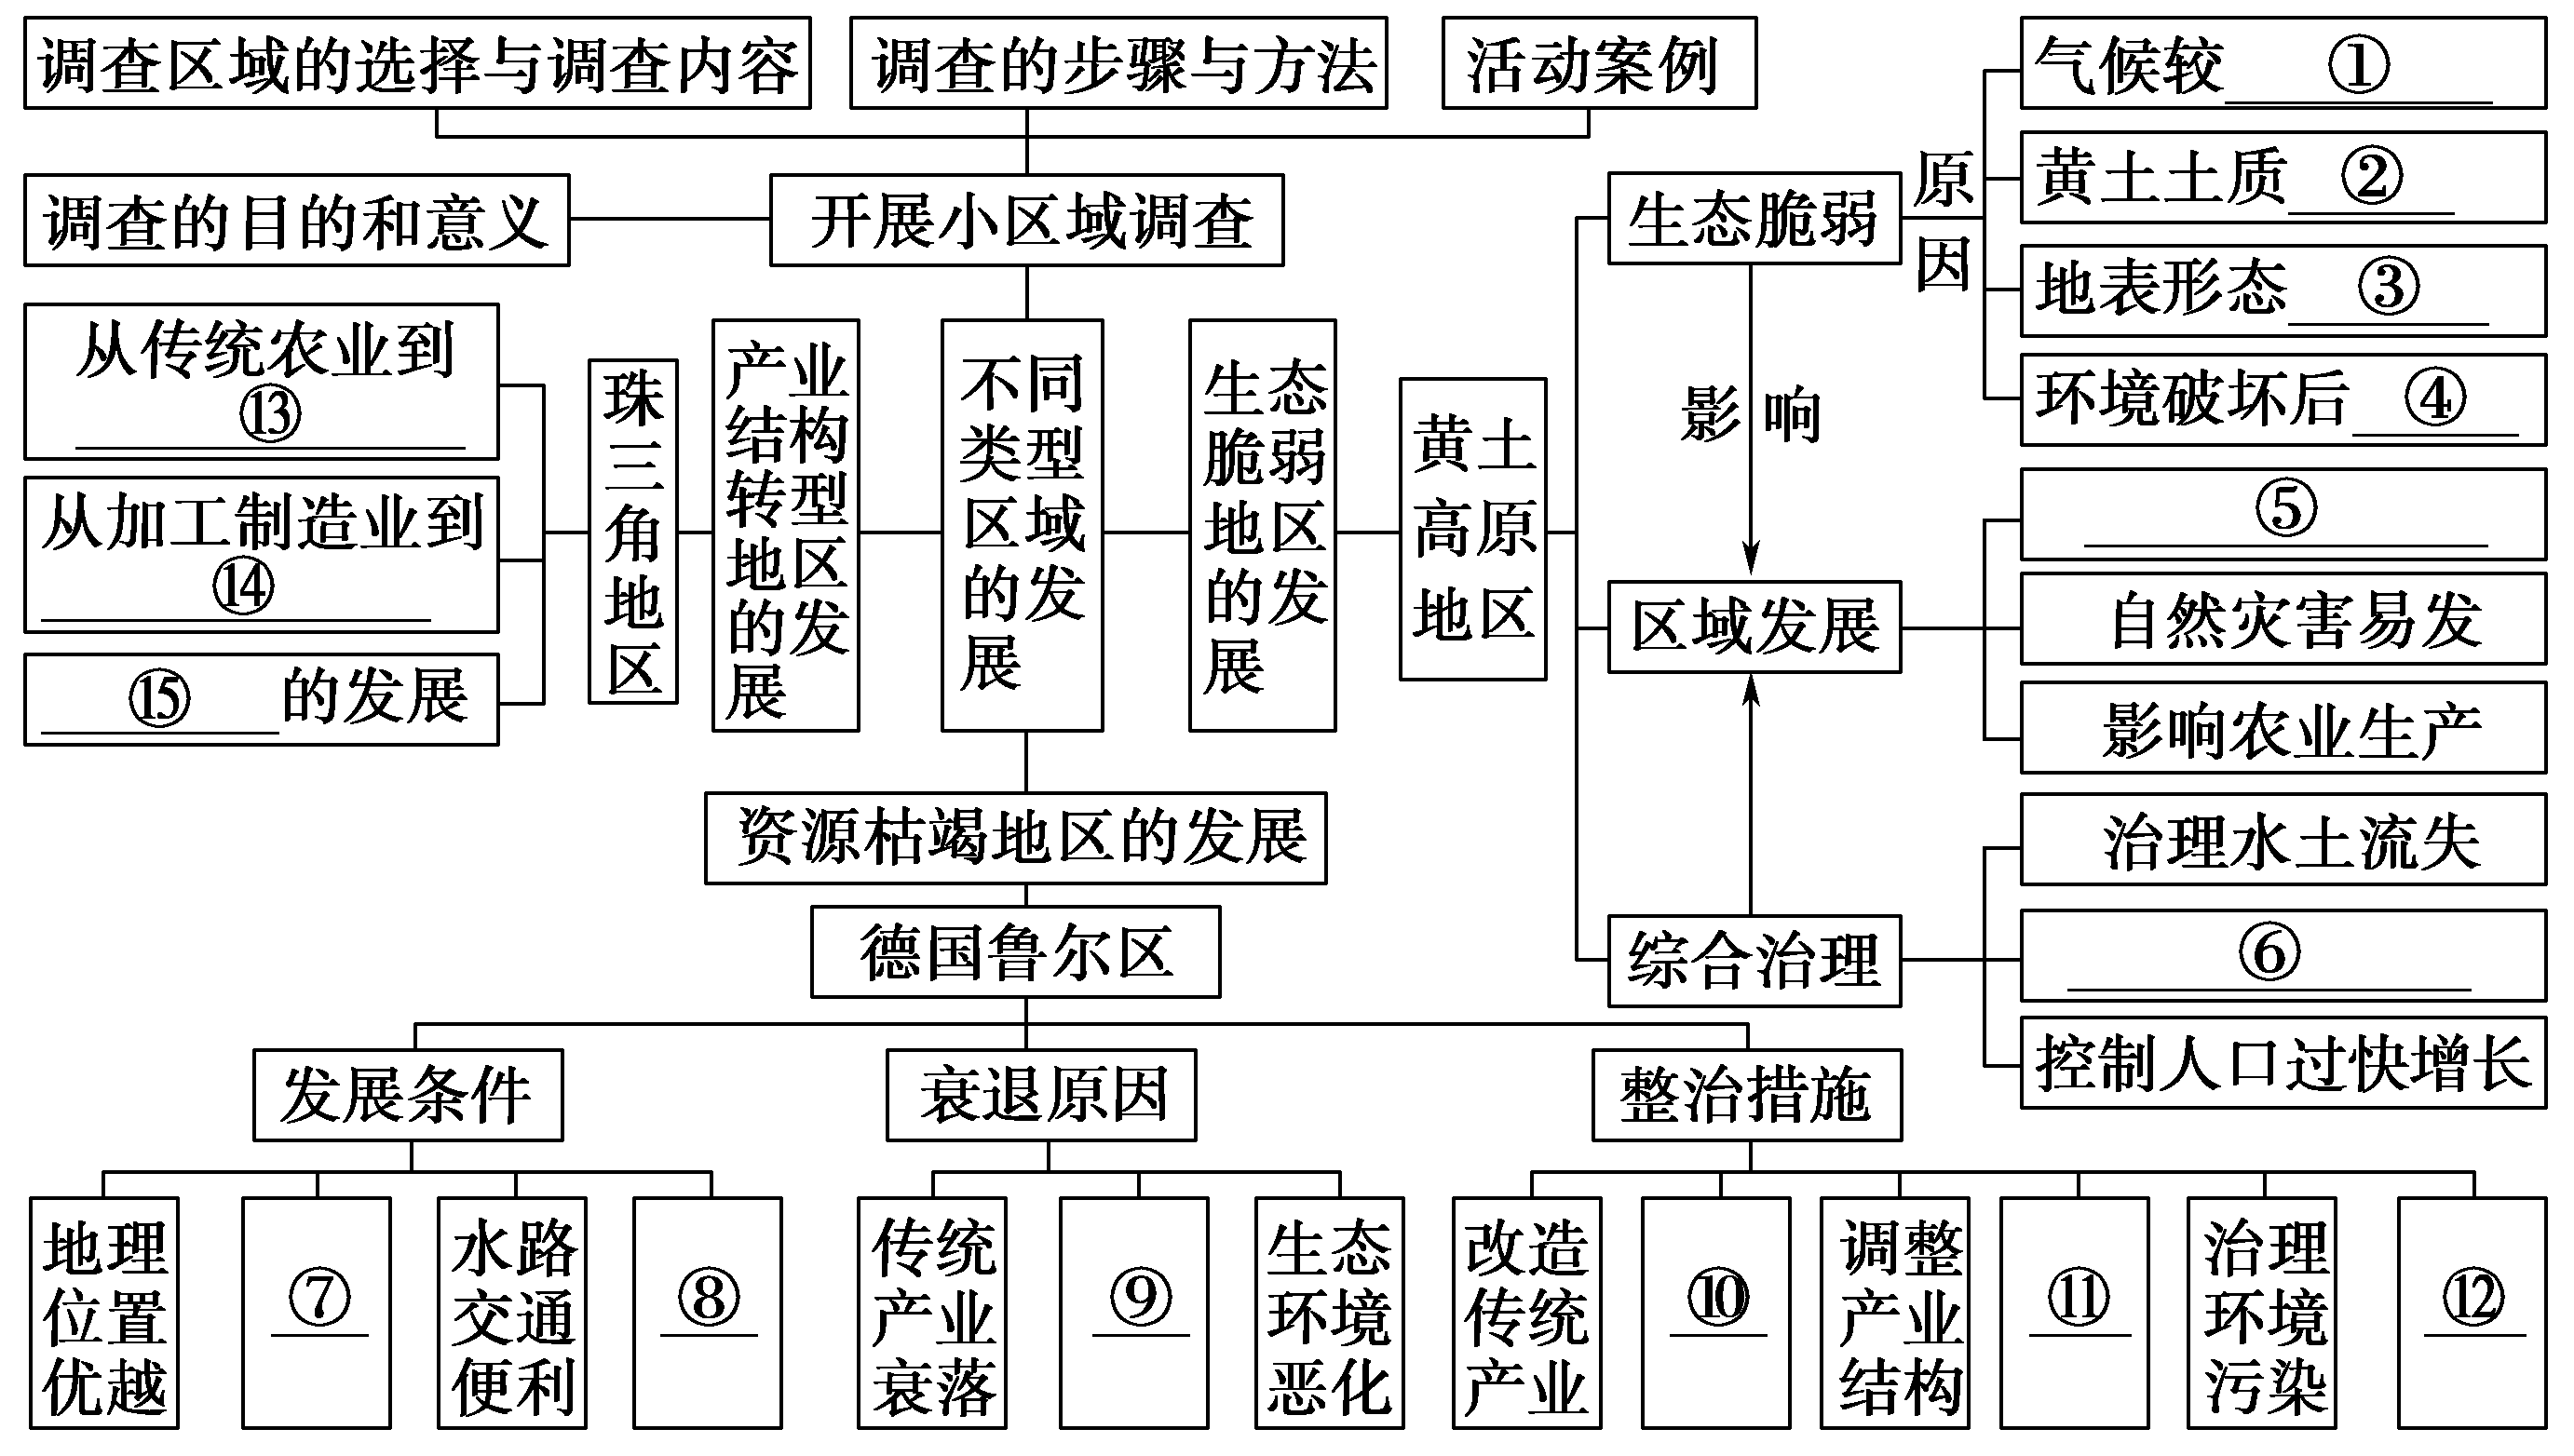 调查区域的选择与调查内容
调查的步骤与方法
活动案例
调查的目的和意义
开展小区域调查
从传统农业到
⑬
从加工制造业到
⑭
⑮的发展
珠三角地区
产业
结构
转型
地区
的发
展
不同
类型
区域
的发
展
生态
脆弱
地区
的发
展
黄土
高原
地区
生态脆弱
原因
气候较①
黄土土质②
地表形态③
环境破坏后④
影响
区域发展
⑤
自然灾害易发
影响农业生产
综合治理
治理水土流失
⑥
控制人口过快增长
资源枯竭地区的发展
德国鲁尔区
发展条件
衰退原因
整治措施
地理
位置
优越
⑦
水路
交通
便利
⑧
传统
产业
衰落
⑨
生态
环境
恶化
改造
传统
产业
⑩
调整
产业
结构
⑪
治理
环境
污染
⑫